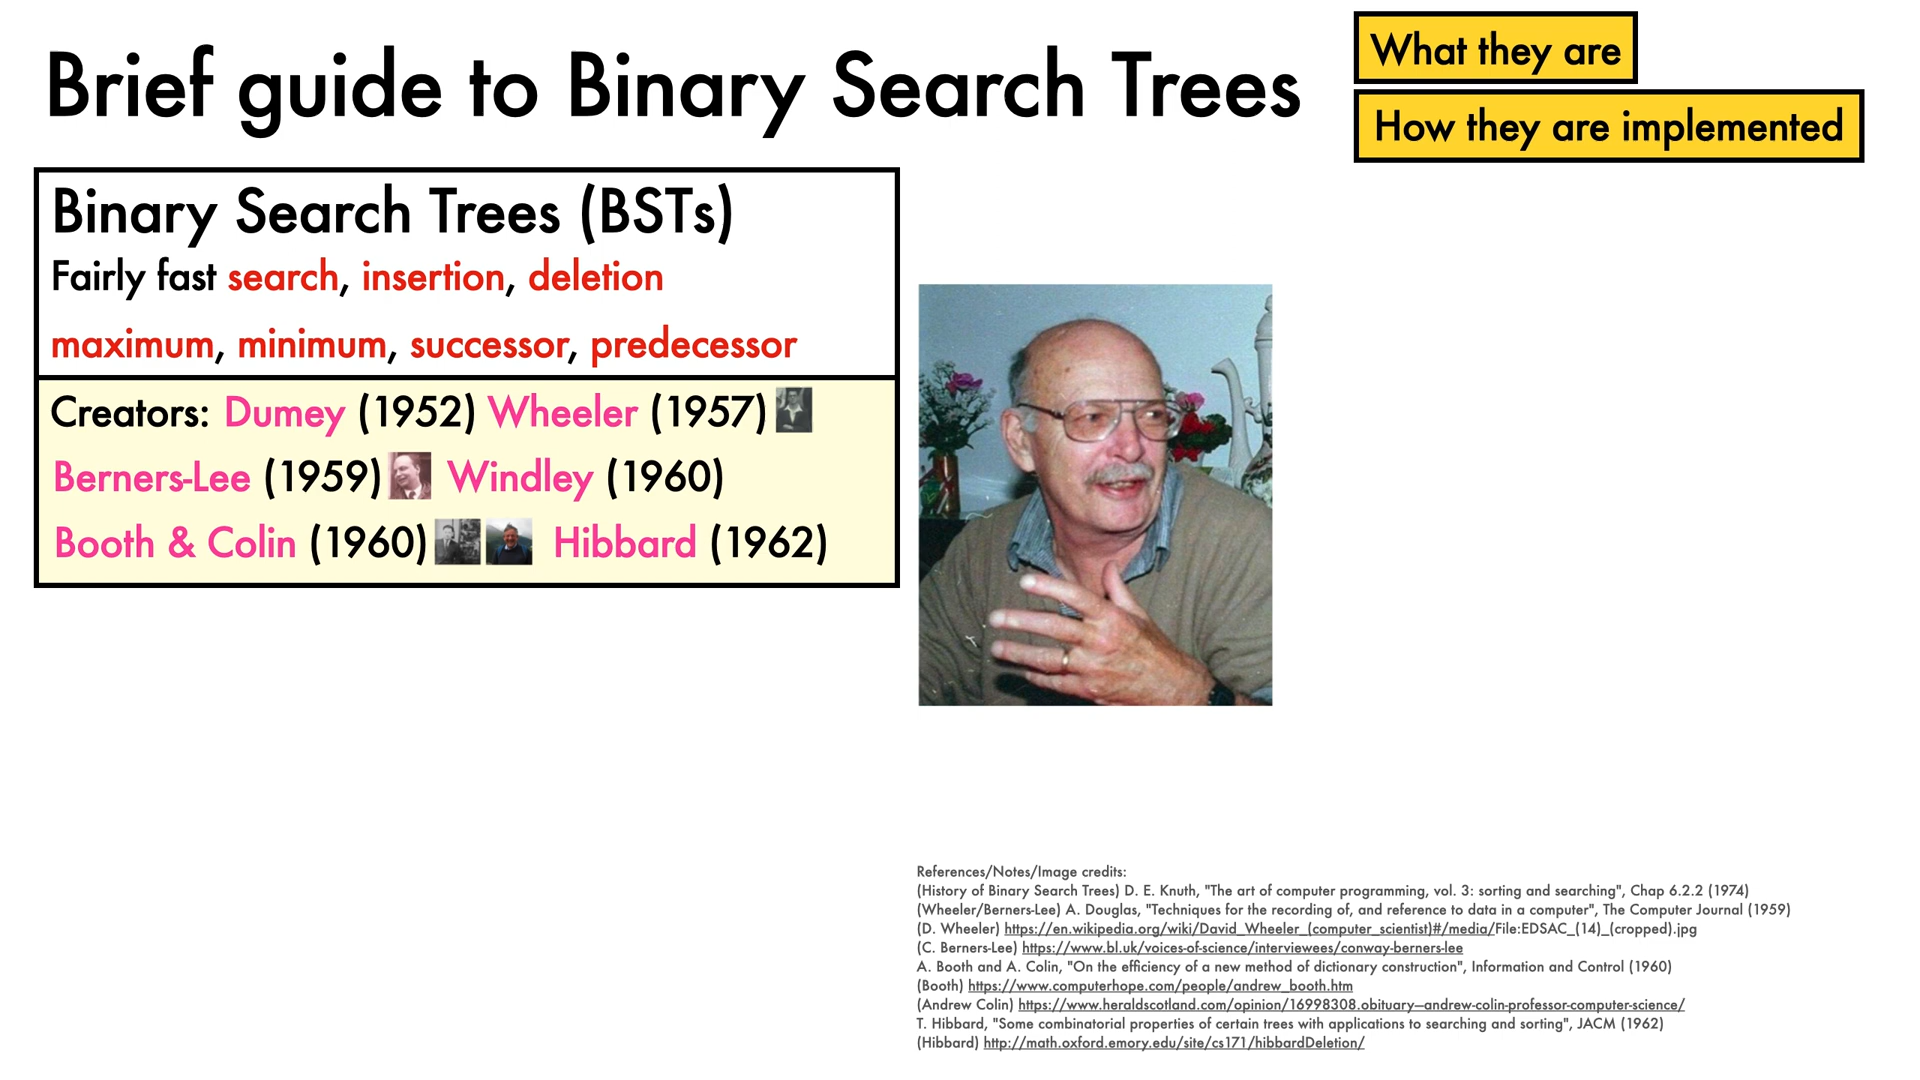 Brief guide to Binary Search Trees
What they are
How they are implemented
Binary Search Trees (BSTs)
Fairly fast search, insertion, deletion
maximum, minimum, successor, predecessor
Creators: Dumey (1952) Wheeler (1957)
Berners-Lee (1959) Windley (1960)
Booth & Colin (1960) Hibbard (1962)
References/Notes/Image credits:
(History of Binary Search Trees) D. E. Knuth, "The art of computer programming, vol. 3: sorting and searching", Chap 6.2.2 (1974)
(Wheeler/Berners-Lee) A. Douglas, "Techniques for the recording of, and reference to data in a computer", The Computer Journal (1959)
(D. Wheeler) https://en.wikipedia.org/wiki/David_Wheeler_(computer_scientist)#/media/File:EDSAC_(14)_(cropped).jpg
(C. Berners-Lee) https://www.bl.uk/voices-of-science/interviewees/conway-berners-lee
A. Booth and A. Colin, "On the efficiency of a new method of dictionary construction", Information and Control (1960)
(Booth) https://www.computerhope.com/people/andrew_booth.htm
(Andrew Colin) https://www.heraldscotland.com/opinion/16998308.obituary—andrew-colin-professor-computer-science/
T. Hibbard, "Some combinatorial properties of certain trees with applications to searching and sorting", JACM (1962)
(Hibbard) http://math.oxford.emory.edu/site/cs171/hibbardDeletion/